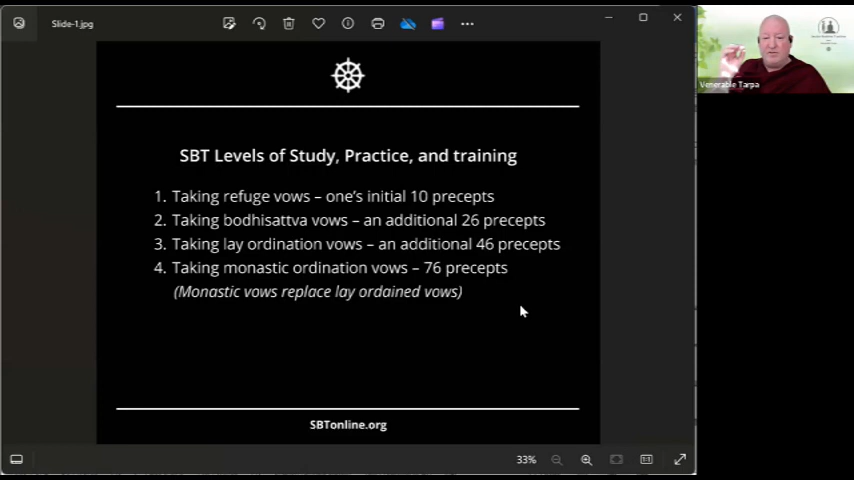 Slide-1.jpg
SBT Levels of Study, Practice, and training
1. Taking refuge vows – one's initial 10 precepts
2. Taking bodhisattva vows – an additional 26 precepts
3. Taking lay ordination vows – an additional 46 precepts
4. Taking monastic ordination vows – 76 precepts
(Monastic vows replace lay ordained vows)
SBTonline.org
33%
Venerable Tarpa